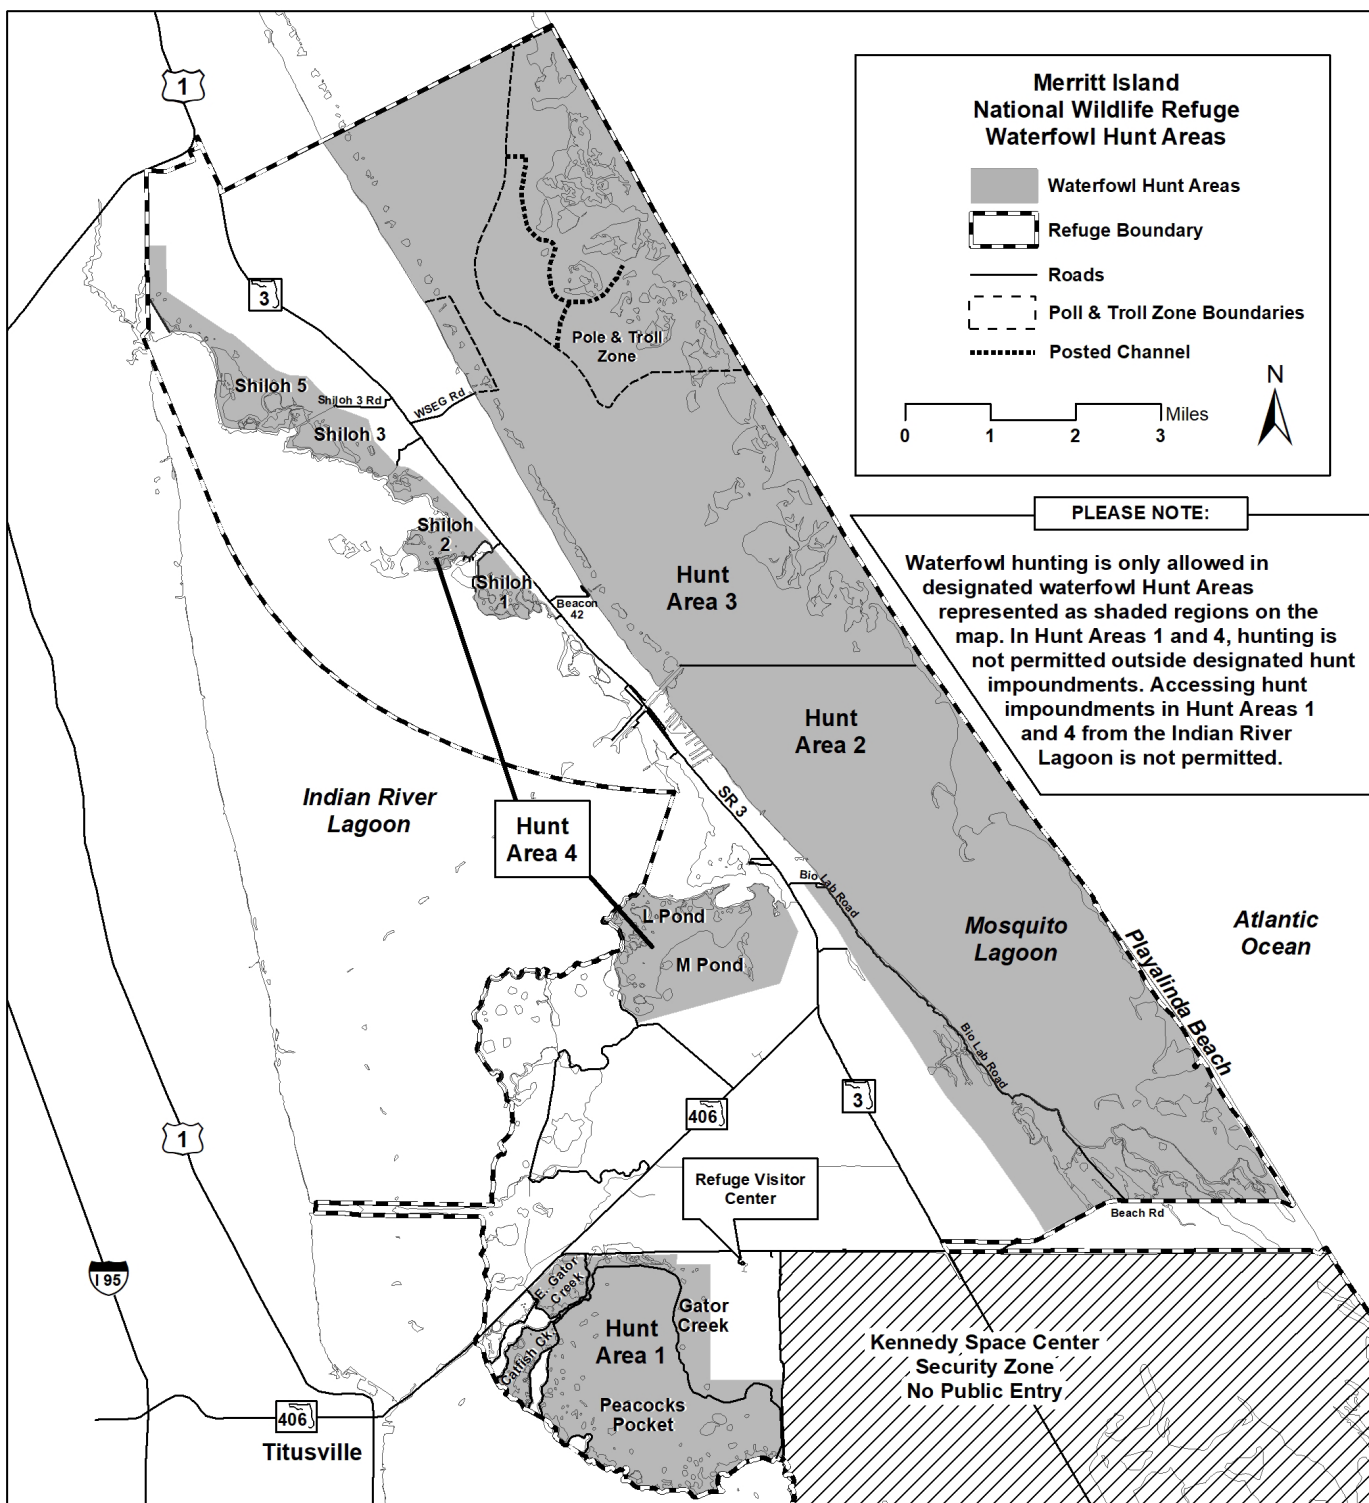 Merritt Island
National Wildlife Refuge
Waterfowl Hunt Areas
Waterfowl Hunt Areas
Refuge Boundary
Roads
Poll & Troll Zone Boundaries
Posted Channel
N
Miles
0 1 2 3
PLEASE NOTE:
Waterfowl hunting is only allowed in
designated waterfowl Hunt Areas
represented as shaded regions on the
map. In Hunt Areas 1 and 4, hunting is
not permitted outside designated hunt
impoundments. Accessing hunt
impoundments in Hunt Areas 1
and 4 from the Indian River
Lagoon is not permitted.
1
3
Pole & Troll
Zone
Shiloh 5
Shiloh 3 Rd
WSEG Rd
Shiloh 3
Shiloh
2
Shiloh
1
Beacon
42
Hunt
Area 3
Hunt
Area 2
Indian River
Lagoon
SR 3
Hunt
Area 4
Bio Lab Road
L Pond
M Pond
Mosquito
Lagoon
Atlantic
Ocean
Playalinda Beach
Bio Lab Road
3
406
1
Refuge Visitor
Center
Beach Rd
I 95
E. Gator
Creek
Gator
Creek
Hunt
Area 1
Catfish Ck.
Kennedy Space Center
Security Zone
No Public Entry
Peacocks
Pocket
406
Titusville